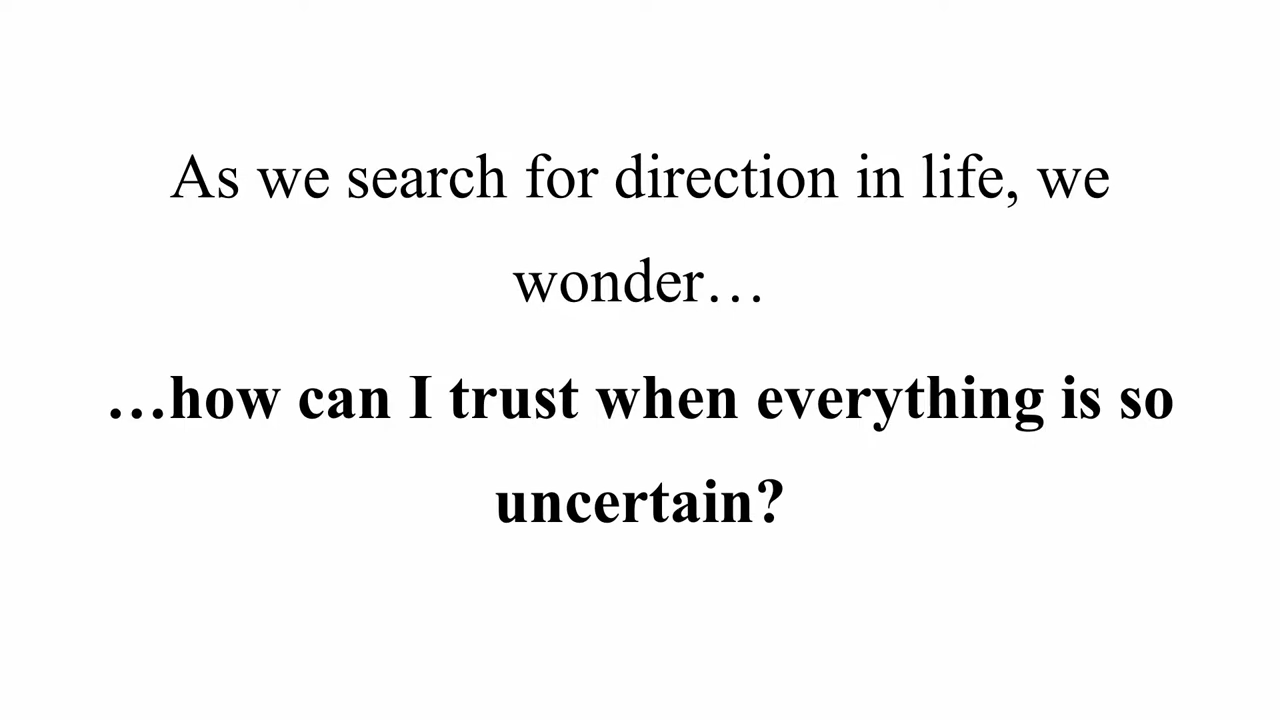 As we search for direction in life, we
wonder…
…how can I trust when everything is so
uncertain?